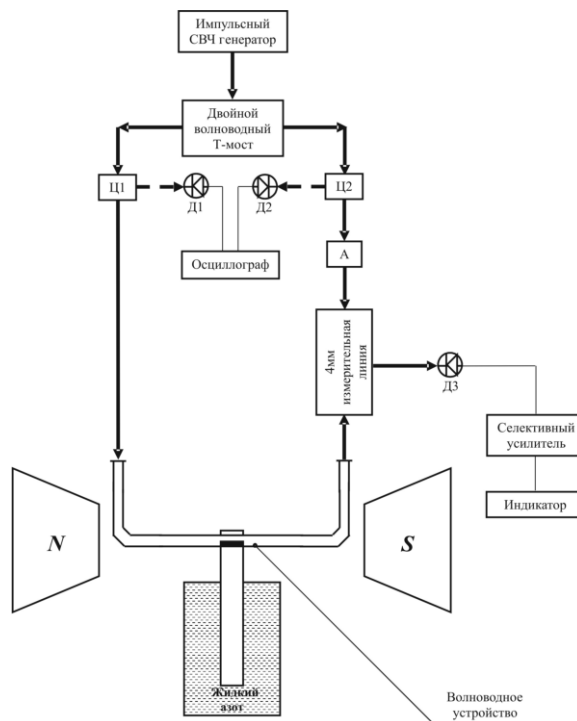 Импульсный
СВЧ генератор
Двойной
волноводный
Т-мост
Ц1
Д1
Д2
Ц2
Осциллограф
А
4мм
измерительная
линия
Д3
Селективный
усилитель
Индикатор
N
S
Жидкий
азот
Волноводное
устройство